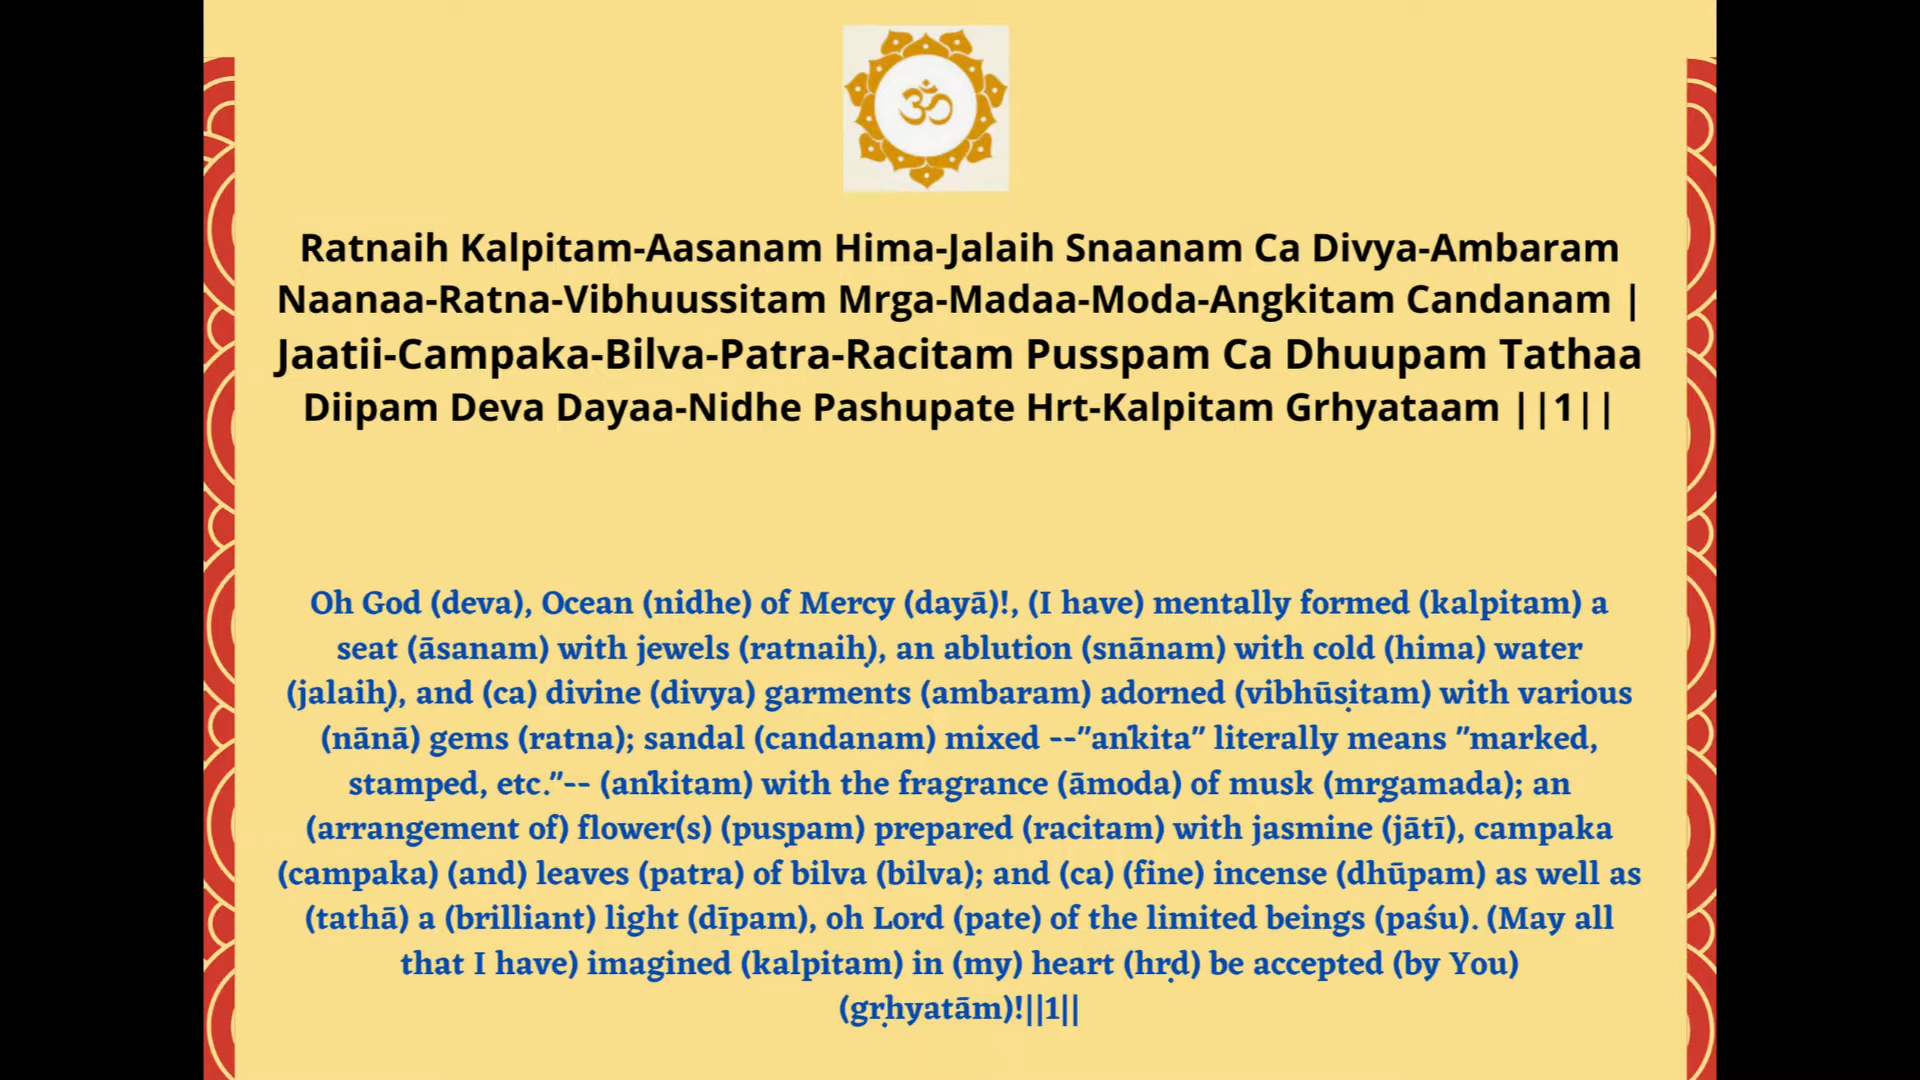 ॐ
Ratnaih Kalpitam-Aasanam Hima-Jalaih Snaanam Ca Divya-Ambaram
Naanaa-Ratna-Vibhuussitam Mrga-Madaa-Moda-Angkitam Candanam |
Jaatii-Campaka-Bilva-Patra-Racitam Pusspam Ca Dhuupam Tathaa
Diipam Deva Dayaa-Nidhe Pashupate Hrt-Kalpitam Grhyataam ||1||
Oh God (deva), Ocean (nidhe) of Mercy (dayā)!, (I have) mentally formed (kalpitam) a
seat (āsanam) with jewels (ratnaiḥ), an ablution (snānam) with cold (hima) water
(jalaiḥ), and (ca) divine (divya) garments (ambaram) adorned (vibhūṣitam) with various
(nānā) gems (ratna); sandal (candanam) mixed --"aṅkita" literally means "marked,
stamped, etc."-- (aṅkitam) with the fragrance (āmoda) of musk (mṛgamada); an
(arrangement of) flower(s) (puṣpam) prepared (racitam) with jasmine (jātī), campaka
(campaka) (and) leaves (patra) of bilva (bilva); and (ca) (fine) incense (dhūpam) as well as
(tathā) a (brilliant) light (dīpam), oh Lord (pate) of the limited beings (paśu). (May all
that I have) imagined (kalpitam) in (my) heart (hṛd) be accepted (by You)
(gṛhyatām)!||1||